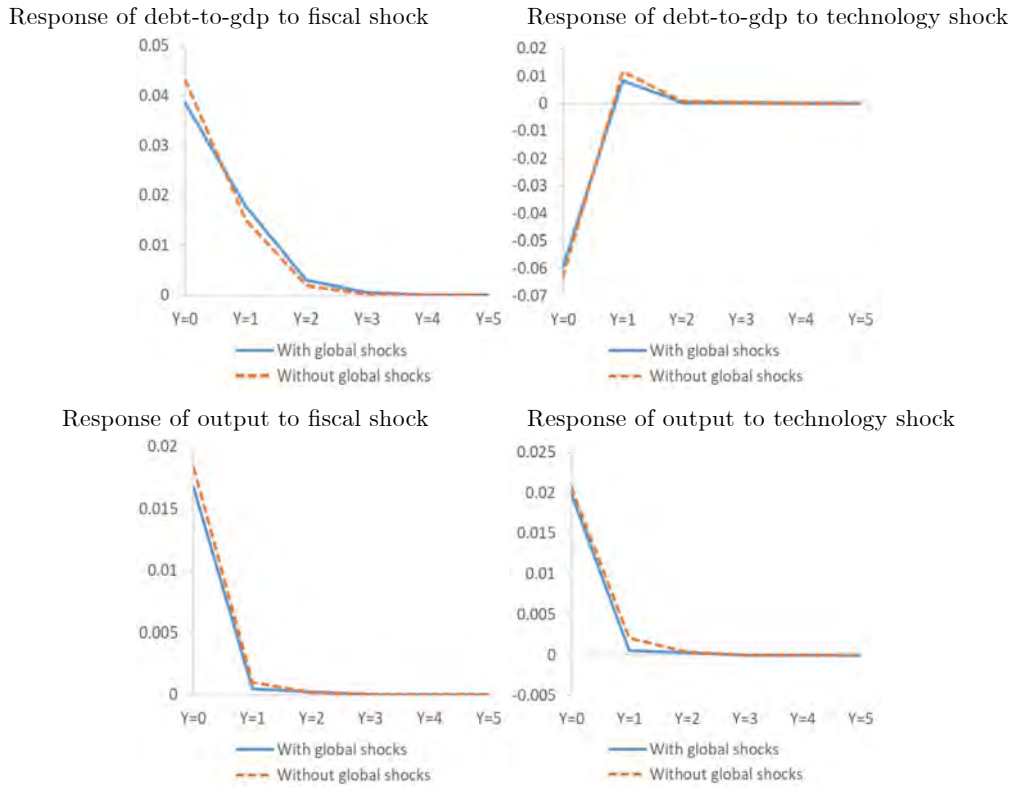 Response of debt-to-gdp to fiscal shock
0.05
0.04
0.03
0.02
0.01
0
Y=0 Y=1 Y=2 Y=3 Y=4 Y=5
With global shocks
Without global shocks
Response of debt-to-gdp to technology shock
0.02
0.01
0
-0.01
-0.02
-0.03
-0.04
-0.05
-0.06
-0.07
Y=0 Y=1 Y=2 Y=3 Y=4 Y=5
With global shocks
Without global shocks
Response of output to fiscal shock
0.02
0.015
0.01
0.005
0
Y=0 Y=1 Y=2 Y=3 Y=4 Y=5
With global shocks
Without global shocks
Response of output to technology shock
0.025
0.02
0.015
0.01
0.005
0
-0.005
Y=0 Y=1 Y=2 Y=3 Y=4 Y=5
With global shocks
Without global shocks